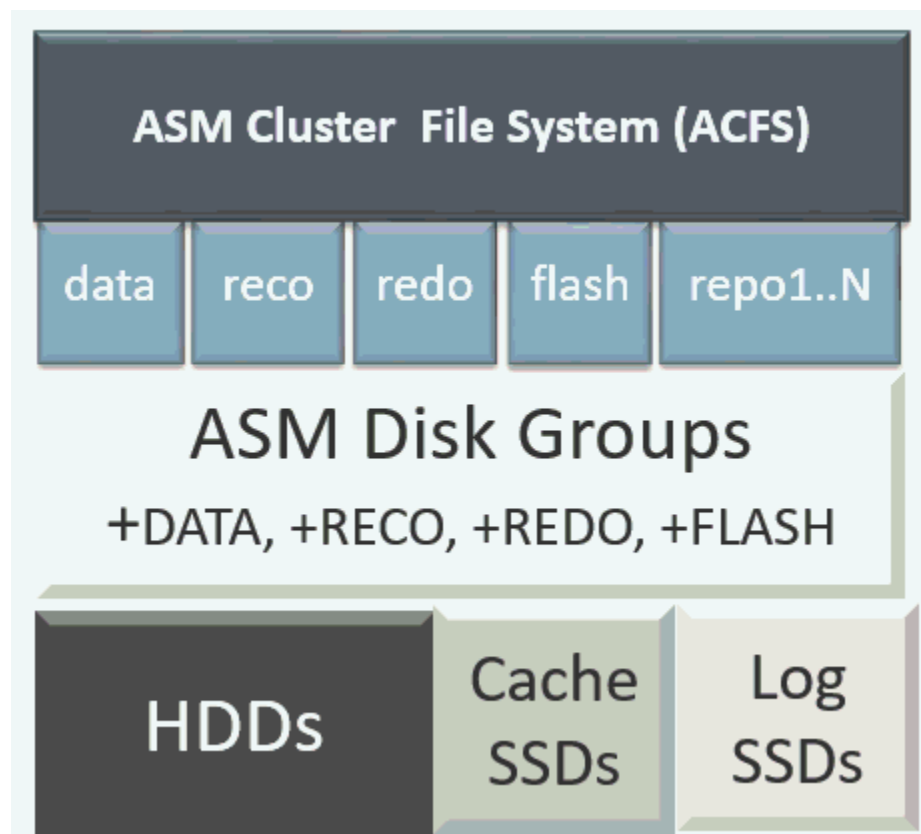 ASM Cluster File System (ACFS)
data reco redo flash repo1..N
ASM Disk Groups
+DATA, +RECO, +REDO, +FLASH
HDDs
Cache
SSDs
Log
SSDs